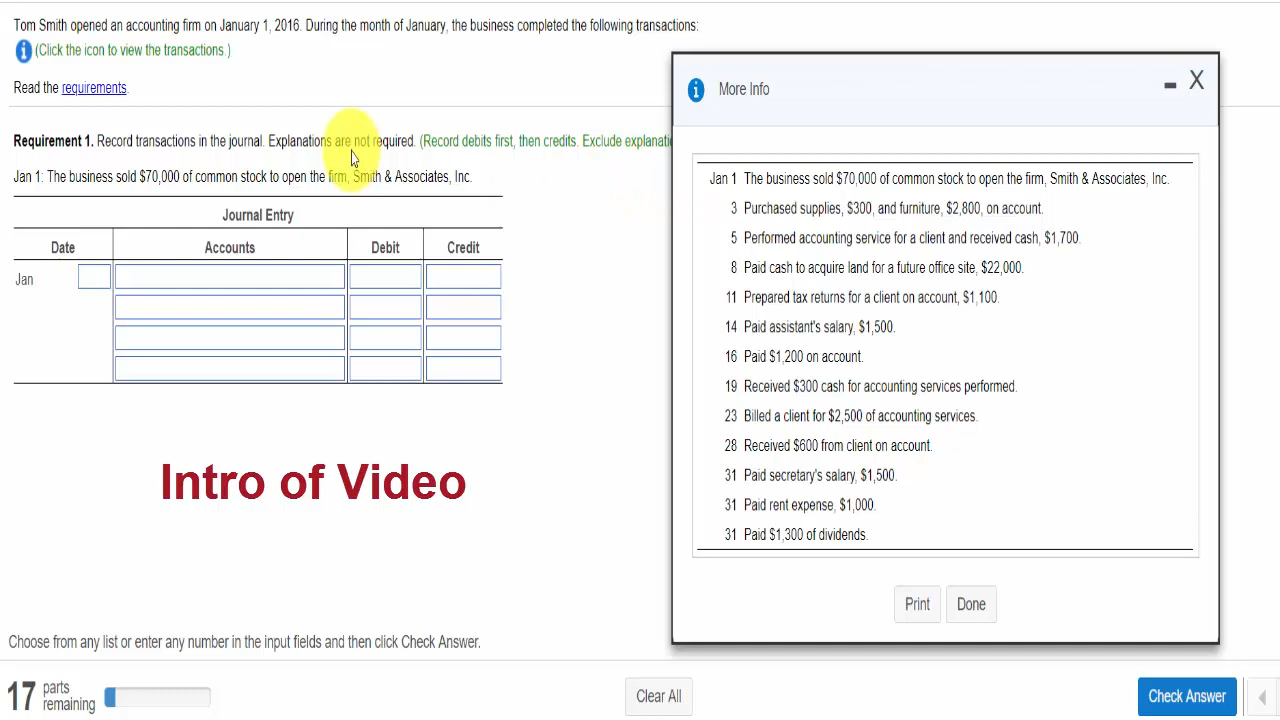 Tom Smith opened an accounting firm on January 1, 2016. During the month of January, the business completed the following transactions:
(Click the icon to view the transactions.)
Read the requirements.
Requirement 1. Record transactions in the journal. Explanations are not required. (Record debits first, then credits. Exclude
Jan 1: The business sold $70,000 of common stock to open the firm, Smith & Associates, Inc.
Journal Entry
Date Accounts Debit Credit
Jan
Intro of Video
Choose from any list or enter any number in the input fields and then click Check Answer.
17 parts remaining
Clear All
Check Answer
More Info
Jan 1 The business sold $70,000 of common stock to open the firm, Smith & Associates, Inc.
3 Purchased supplies, $300, and furniture, $2,800, on account.
5 Performed accounting service for a client and received cash, $1,700.
8 Paid cash to acquire land for a future office site, $22,000.
11 Prepared tax returns for a client on account, $1,100.
14 Paid assistant's salary, $1,500.
16 Paid $1,200 on account.
19 Received $300 cash for accounting services performed.
23 Billed a client for $2,500 of accounting services.
28 Received $600 from client on account.
31 Paid secretary's salary, $1,500.
31 Paid rent expense, $1,000.
31 Paid $1,300 of dividends.
Print Done